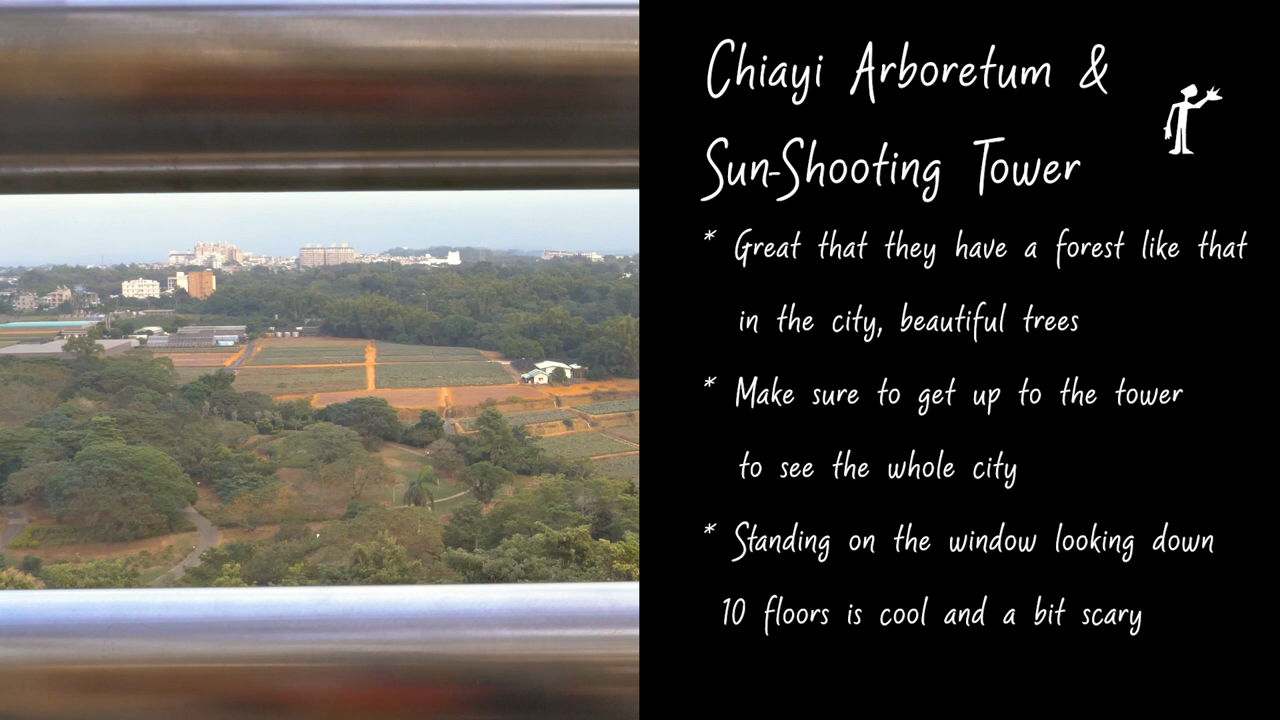 Chiayi Arboretum &
Sun-Shooting Tower
* Great that they have a forest like that
in the city, beautiful trees
* Make sure to get up to the tower
to see the whole city
* Standing on the window looking down
10 floors is cool and a bit scary